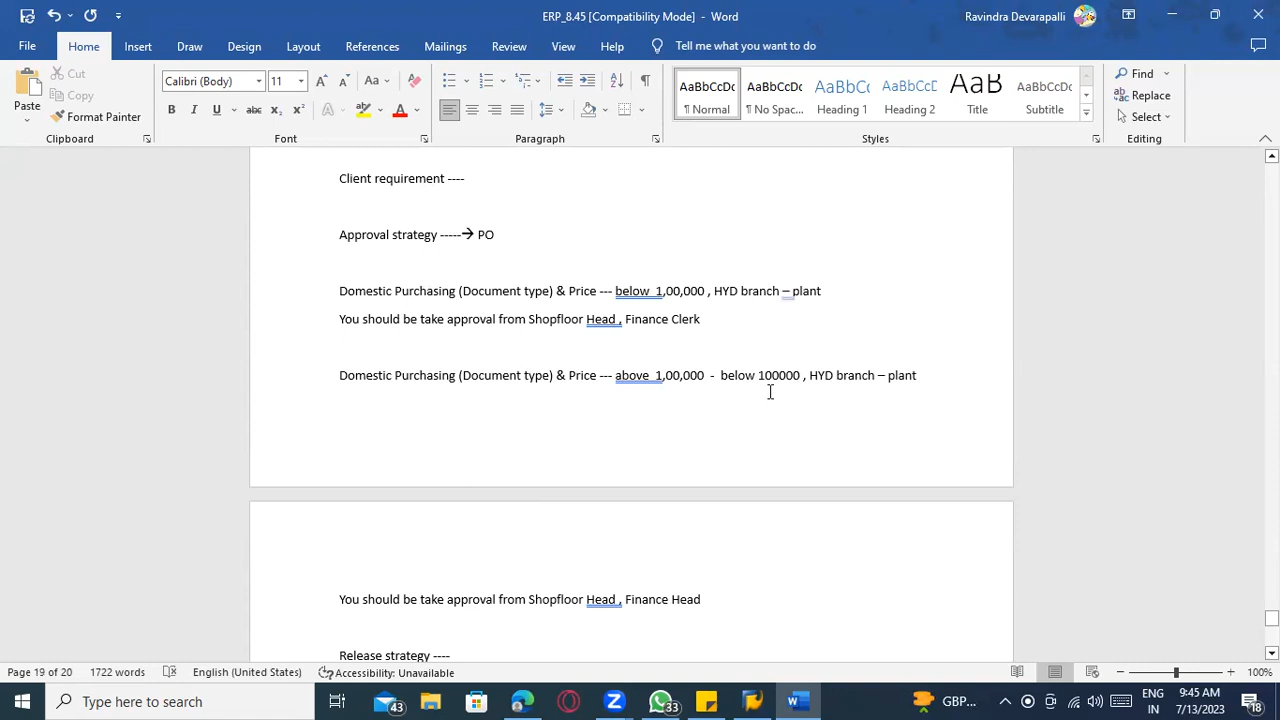 ERP_8.45 [Compatibility Mode] - Word
Ravindra Devarapalli
File Home Insert Draw Design Layout References Mailings Review View Help Tell me what you want to do
Paste
Cut
Copy
Format Painter
Clipboard
Calibri (Body) 11
Font
Paragraph
AaBbCcDc AaBbCcDc AaBbCc AaBbCcD AaB AaBbCcD
¶ Normal ¶ No Spac... Heading 1 Heading 2 Title Subtitle
Styles
Find
Replace
Select
Editing
Client requirement ----
Approval strategy -----→ PO
Domestic Purchasing (Document type) & Price --- below 1,00,000 , HYD branch – plant
You should be take approval from Shopfloor Head , Finance Clerk
Domestic Purchasing (Document type) & Price --- above 1,00,000 - below 100000 , HYD branch – plant
You should be take approval from Shopfloor Head , Finance Head
Release strategy ----
Page 19 of 20 1722 words English (United States) Accessibility: Unavailable 100%
Type here to search
43
33
GBP...
ENG
IN
9:45 AM
7/13/2023
18